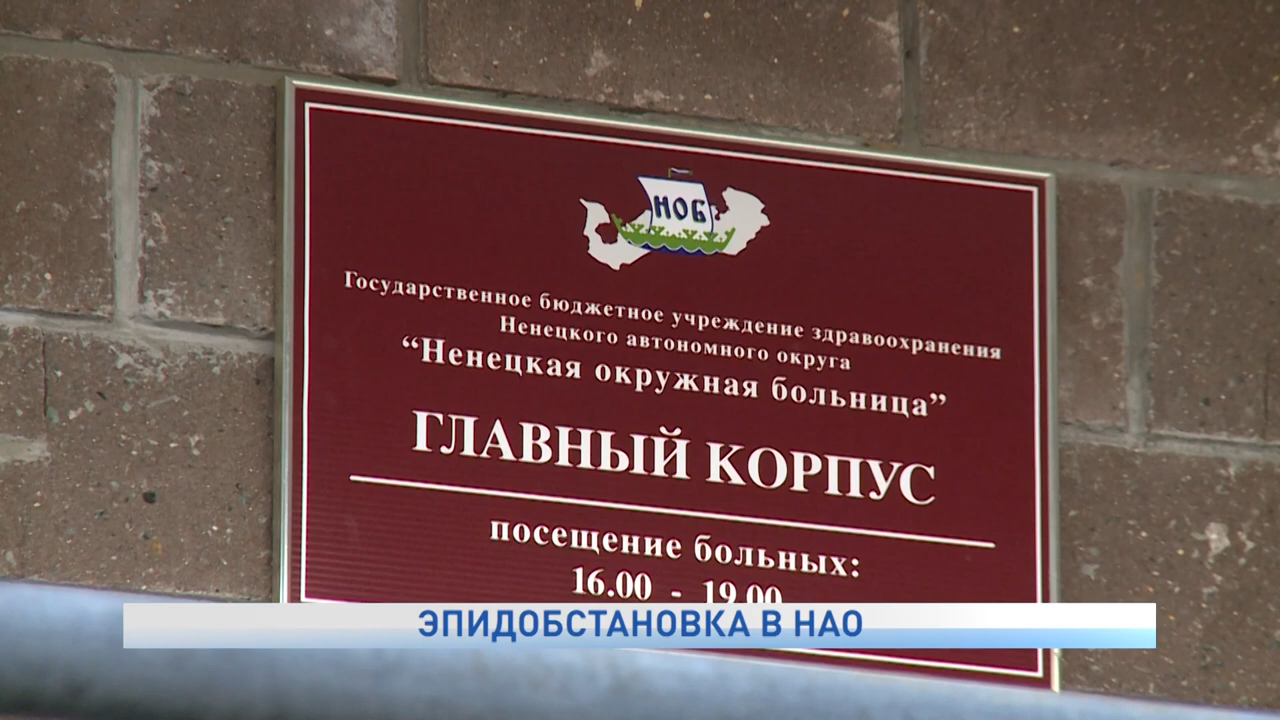 НОБ
Государственное бюджетное учреждение здравоохранения
Ненецкого автономного округа
“Ненецкая окружная больница”
ГЛАВНЫЙ КОРПУС
посещение больных:
16.00 - 19.00
ЭПИДОБСТАНОВКА В НАО